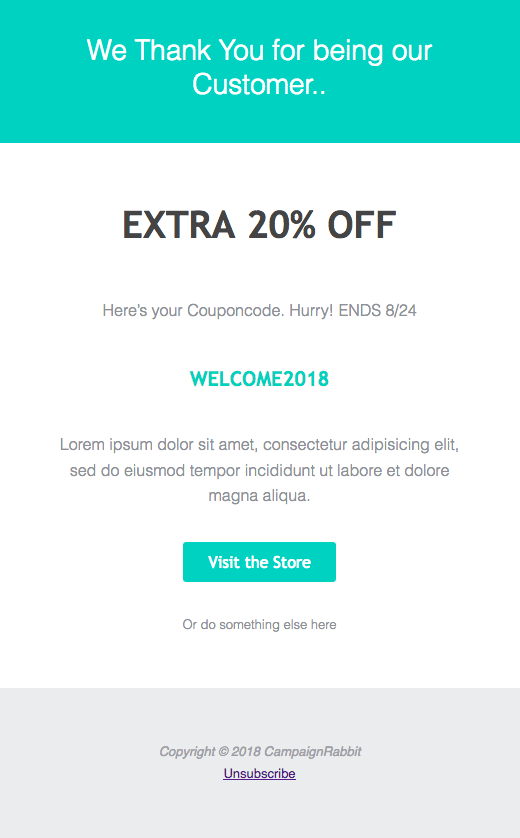 We Thank You for being our
Customer..
EXTRA 20% OFF
Here's your Couponcode. Hurry! ENDS 8/24
WELCOME2018
Lorem ipsum dolor sit amet, consectetur adipisicing elit,
sed do eiusmod tempor incididunt ut labore et dolore
magna aliqua.
Visit the Store
Or do something else here
Copyright © 2018 CampaignRabbit
Unsubscribe